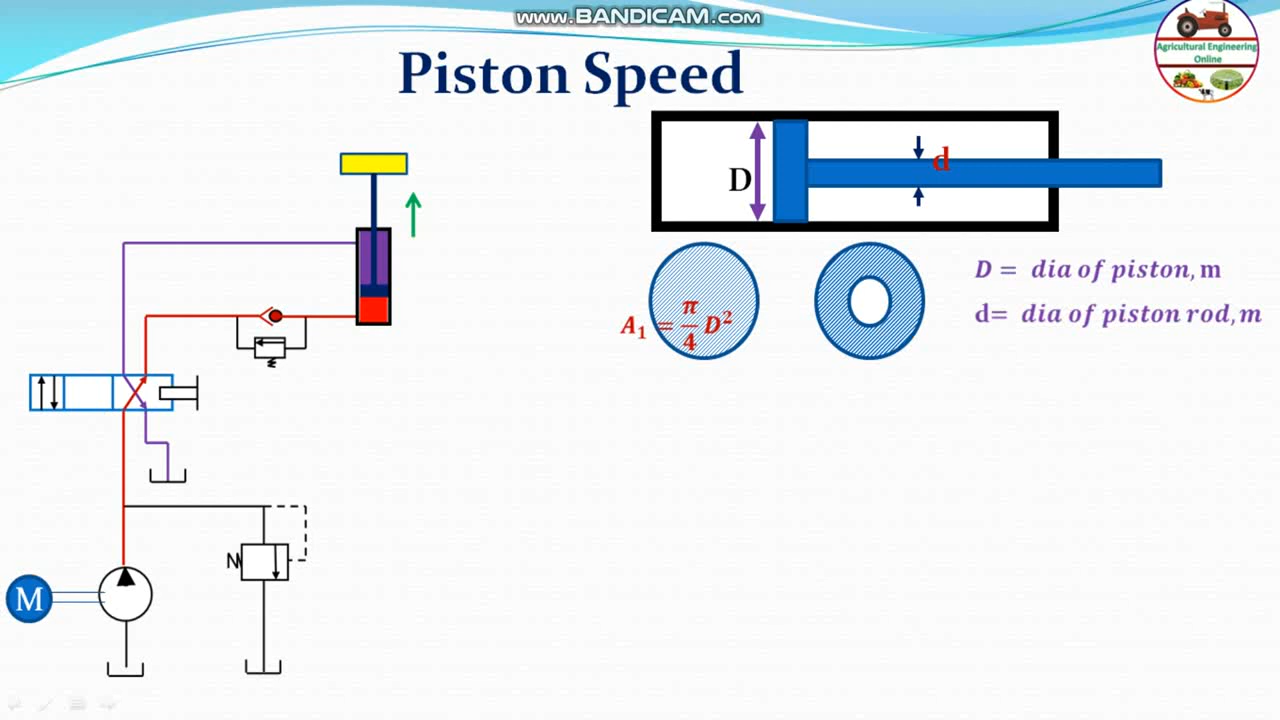 www.BANDICAM.com
Piston Speed
Agricultural Engineering
Online
D
d
A₁ = π/4 D²
D = dia of piston, m
d= dia of piston rod, m
M